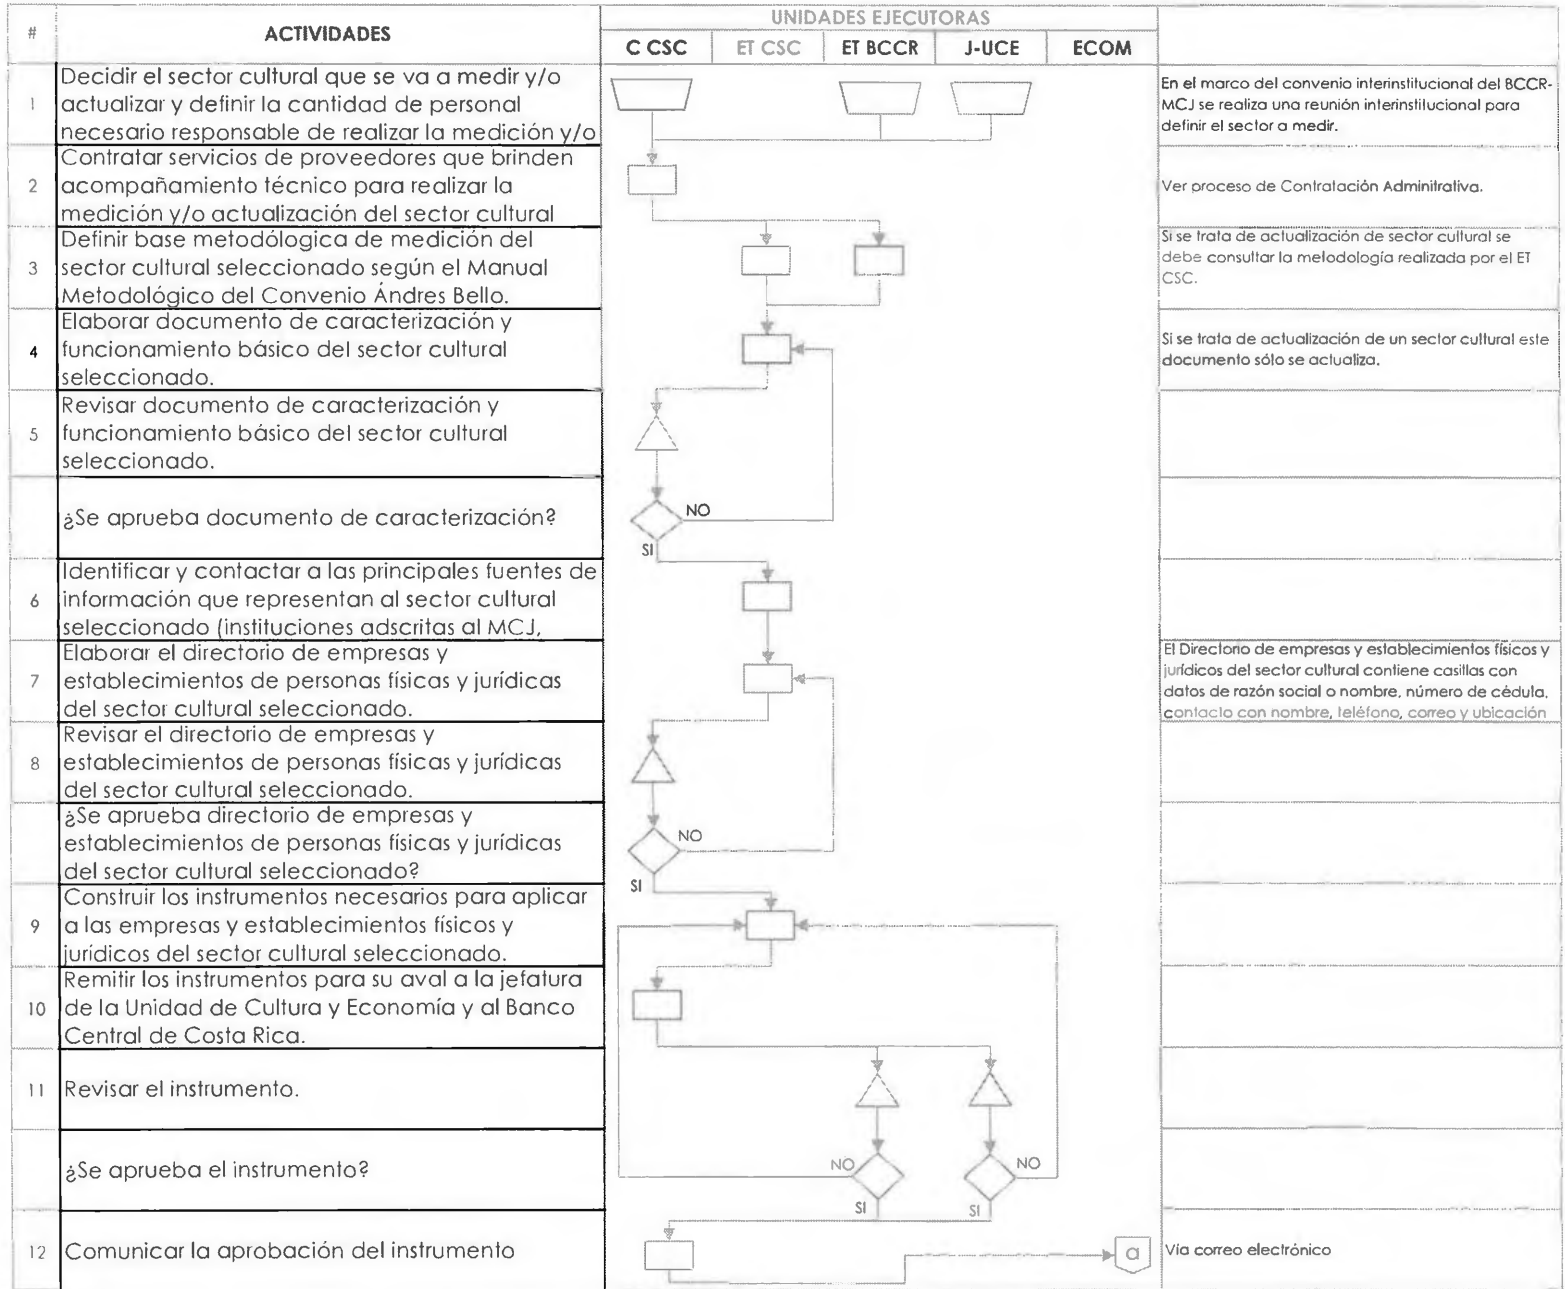 UNIDADES EJECUTORAS
# ACTIVIDADES C CSC ET CSC ET BCCR J-UCE ECOM
1
Decidir el sector cultural que se va a medir y/o
actualizar y definir la cantidad de personal
necesario responsable de realizar la medición y/o
En el marco del convenio interinstitucional del BCCR-
MCJ se realiza una reunión interinstitucional para
definir el sector a medir.
2
Contratar servicios de proveedores que brinden
acompañamiento técnico para realizar la
medición y/o actualización del sector cultural
Ver proceso de Contratación Adminitrativa.
3
Definir base metodólogica de medición del
sector cultural seleccionado según el Manual
Metodológico del Convenio Ándres Bello.
Si se trata de actualización de sector cultural se
debe consultar la metodología realizada por el ET
CSC.
4
Elaborar documento de caracterización y
funcionamiento básico del sector cultural
seleccionado.
Si se trata de actualización de un sector cultural este
documento sólo se actualiza.
5
Revisar documento de caracterización y
funcionamiento básico del sector cultural
seleccionado.
¿Se aprueba documento de caracterización?
NO
SI
6
Identificar y contactar a las principales fuentes de
información que representan al sector cultural
seleccionado (instituciones adscritas al MCJ,
7
Elaborar el directorio de empresas y
establecimientos de personas físicas y jurídicas
del sector cultural seleccionado.
El Directorio de empresas y establecimientos físicos y
jurídicos del sector cultural contiene casillas con
datos de razón social o nombre, número de cédula,
contacto con nombre, teléfono, correo y ubicación
8
Revisar el directorio de empresas y
establecimientos de personas físicas y jurídicas
del sector cultural seleccionado.
¿Se aprueba directorio de empresas y
establecimientos de personas físicas y jurídicas
del sector cultural seleccionado?
NO
SI
9
Construir los instrumentos necesarios para aplicar
a las empresas y establecimientos físicos y
jurídicos del sector cultural seleccionado.
10
Remitir los instrumentos para su aval a la jefatura
de la Unidad de Cultura y Economía y al Banco
Central de Costa Rica.
11
Revisar el instrumento.
¿Se aprueba el instrumento?
NO
NO
SI
SI
12
Comunicar la aprobación del instrumento
a
Vía correo electrónico